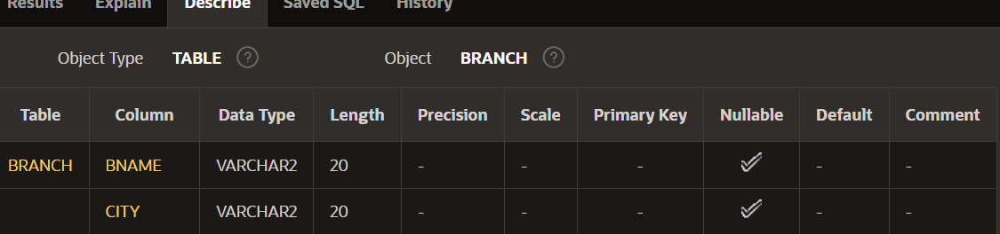 Results Explain Describe Saved SQL History
Object Type TABLE ? Object BRANCH ?
Table Column Data Type Length Precision Scale Primary Key Nullable Default Comment
BRANCH BNAME VARCHAR2 20 - - - - -
CITY VARCHAR2 20 - - - - -